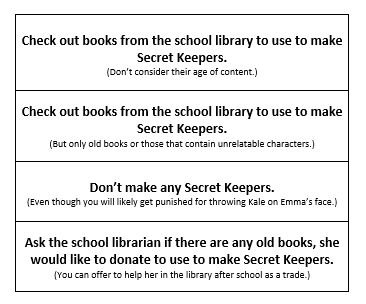 Check out books from the school library to use to make
Secret Keepers.
(Don’t consider their age of content.)
Check out books from the school library to use to make
Secret Keepers.
(But only old books or those that contain unrelatable characters.)
Don’t make any Secret Keepers.
(Even though you will likely get punished for throwing Kale on Emma’s face.)
Ask the school librarian if there are any old books, she
would like to donate to use to make Secret Keepers.
(You can offer to help her in the library after school as a trade.)